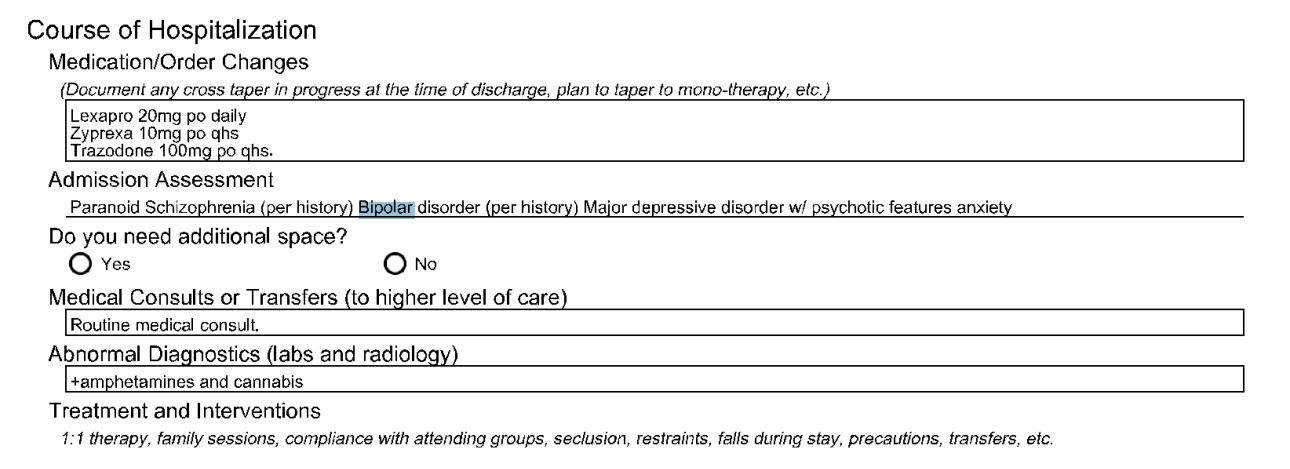 Course of Hospitalization
Medication/Order Changes
(Document any cross taper in progress at the time of discharge, plan to taper to mono-therapy, etc.)
Lexapro 20mg po daily
Zyprexa 10mg po qhs
Trazodone 100mg po qhs.
Admission Assessment
Paranoid Schizophrenia (per history) Bipolar disorder (per history) Major depressive disorder w/ psychotic features anxiety
Do you need additional space?
Yes No
Medical Consults or Transfers (to higher level of care)
Routine medical consult.
Abnormal Diagnostics (labs and radiology)
+amphetamines and cannabis
Treatment and Interventions
1:1 therapy, family sessions, compliance with attending groups, seclusion, restraints, falls during stay, precautions, transfers, etc.